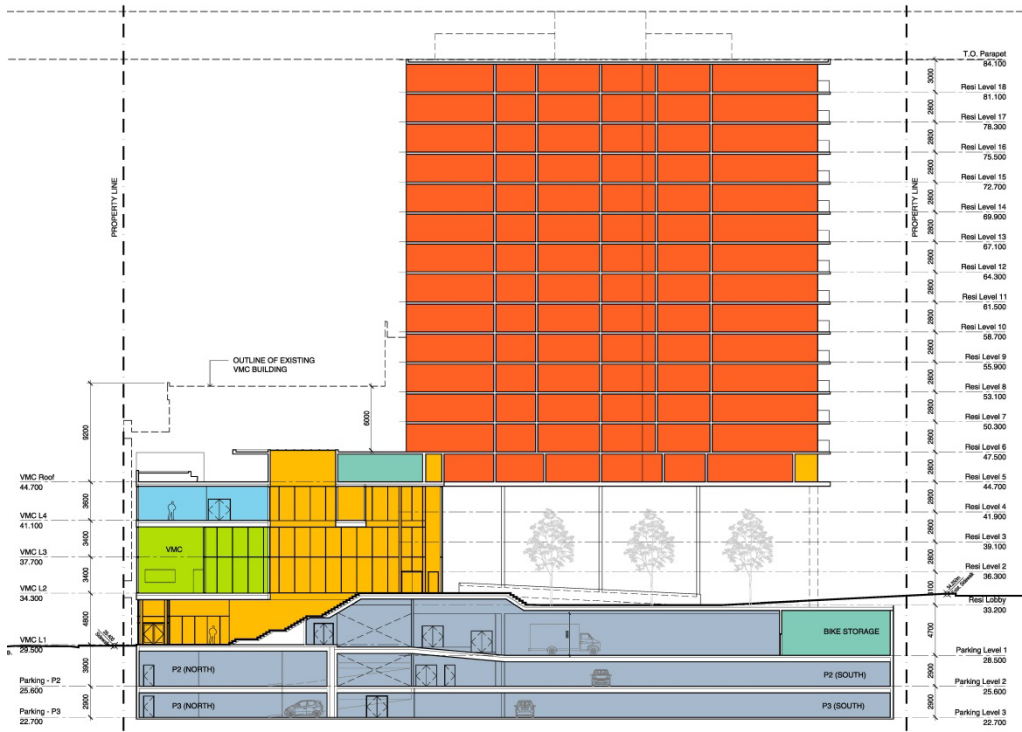 T.O. Parapet
84.100
3000
Resi Level 18
81.100
2800
Resi Level 17
78.300
2800
Resi Level 16
75.500
2800
Resi Level 15
72.700
2800
Resi Level 14
69.900
2800
Resi Level 13
67.100
2800
Resi Level 12
64.300
2800
Resi Level 11
61.500
2800
Resi Level 10
58.700
2800
Resi Level 9
55.900
2800
Resi Level 8
53.100
2800
Resi Level 7
50.300
2800
Resi Level 6
47.500
2800
Resi Level 5
44.700
2800
Resi Level 4
41.900
2800
Resi Level 3
39.100
2800
Resi Level 2
36.300
3100
Resi Lobby
33.200
4700
Parking Level 1
28.500
2900
Parking Level 2
25.600
2900
Parking Level 3
22.700
PROPERTY LINE
PROPERTY LINE
OUTLINE OF EXISTING
VMC BUILDING
9200
6000
VMC Roof
44.700
3600
VMC L4
41.100
3400
VMC L3
37.700
3400
VMC L2
34.300
4800
VMC L1
29.500
3900
Parking - P2
25.600
2900
Parking - P3
22.700
VMC
BIKE STORAGE
P2 (NORTH)
P2 (SOUTH)
P3 (NORTH)
P3 (SOUTH)